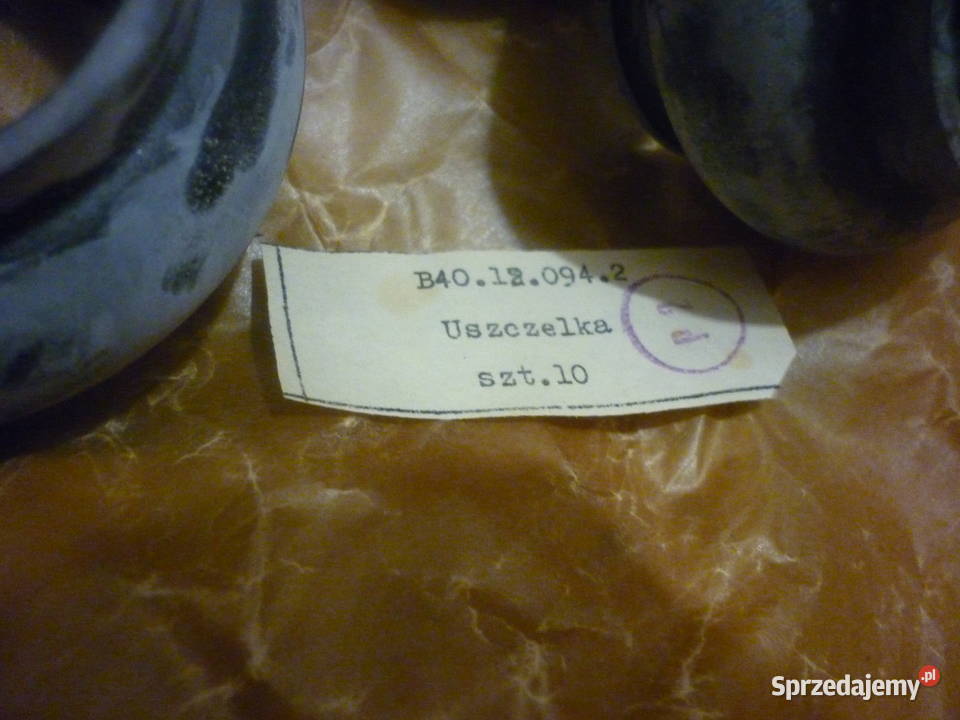 B40.12.094.2
Uszczelka
szt.10
Sprzedajemy.pl